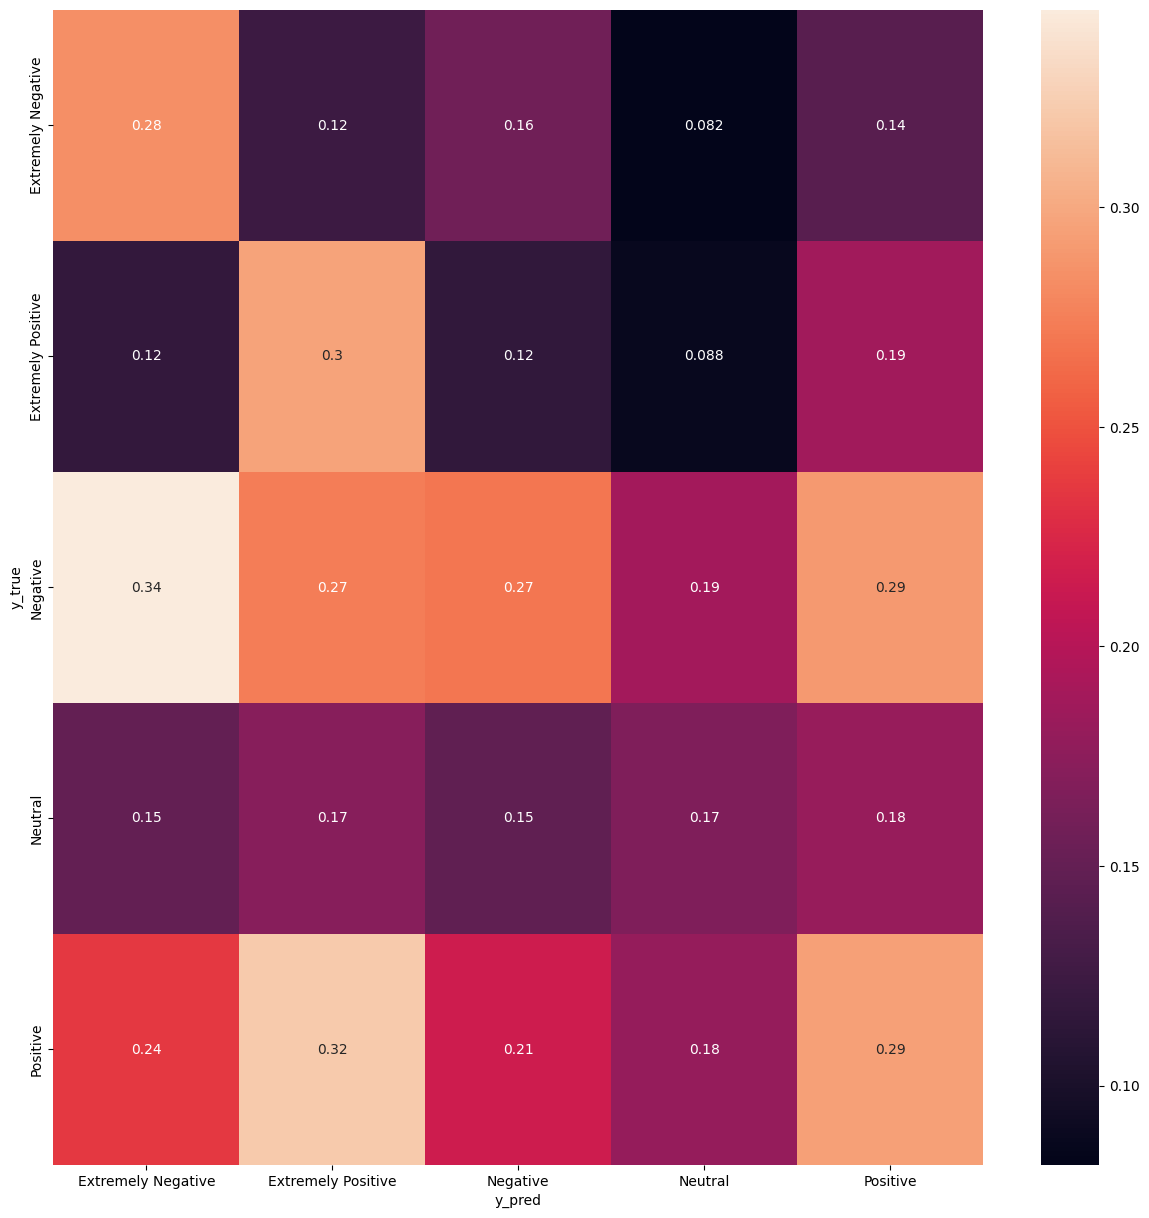 Extremely Negative
0.28 0.12 0.16 0.082 0.14
0.30
Extremely Positive
0.12 0.3 0.12 0.088 0.19
0.25
y_true
Negative
0.34 0.27 0.27 0.19 0.29
0.20
Neutral
0.15 0.17 0.15 0.17 0.18
0.15
Positive
0.24 0.32 0.21 0.18 0.29
0.10
Extremely Negative Extremely Positive Negative Neutral Positive
y_pred